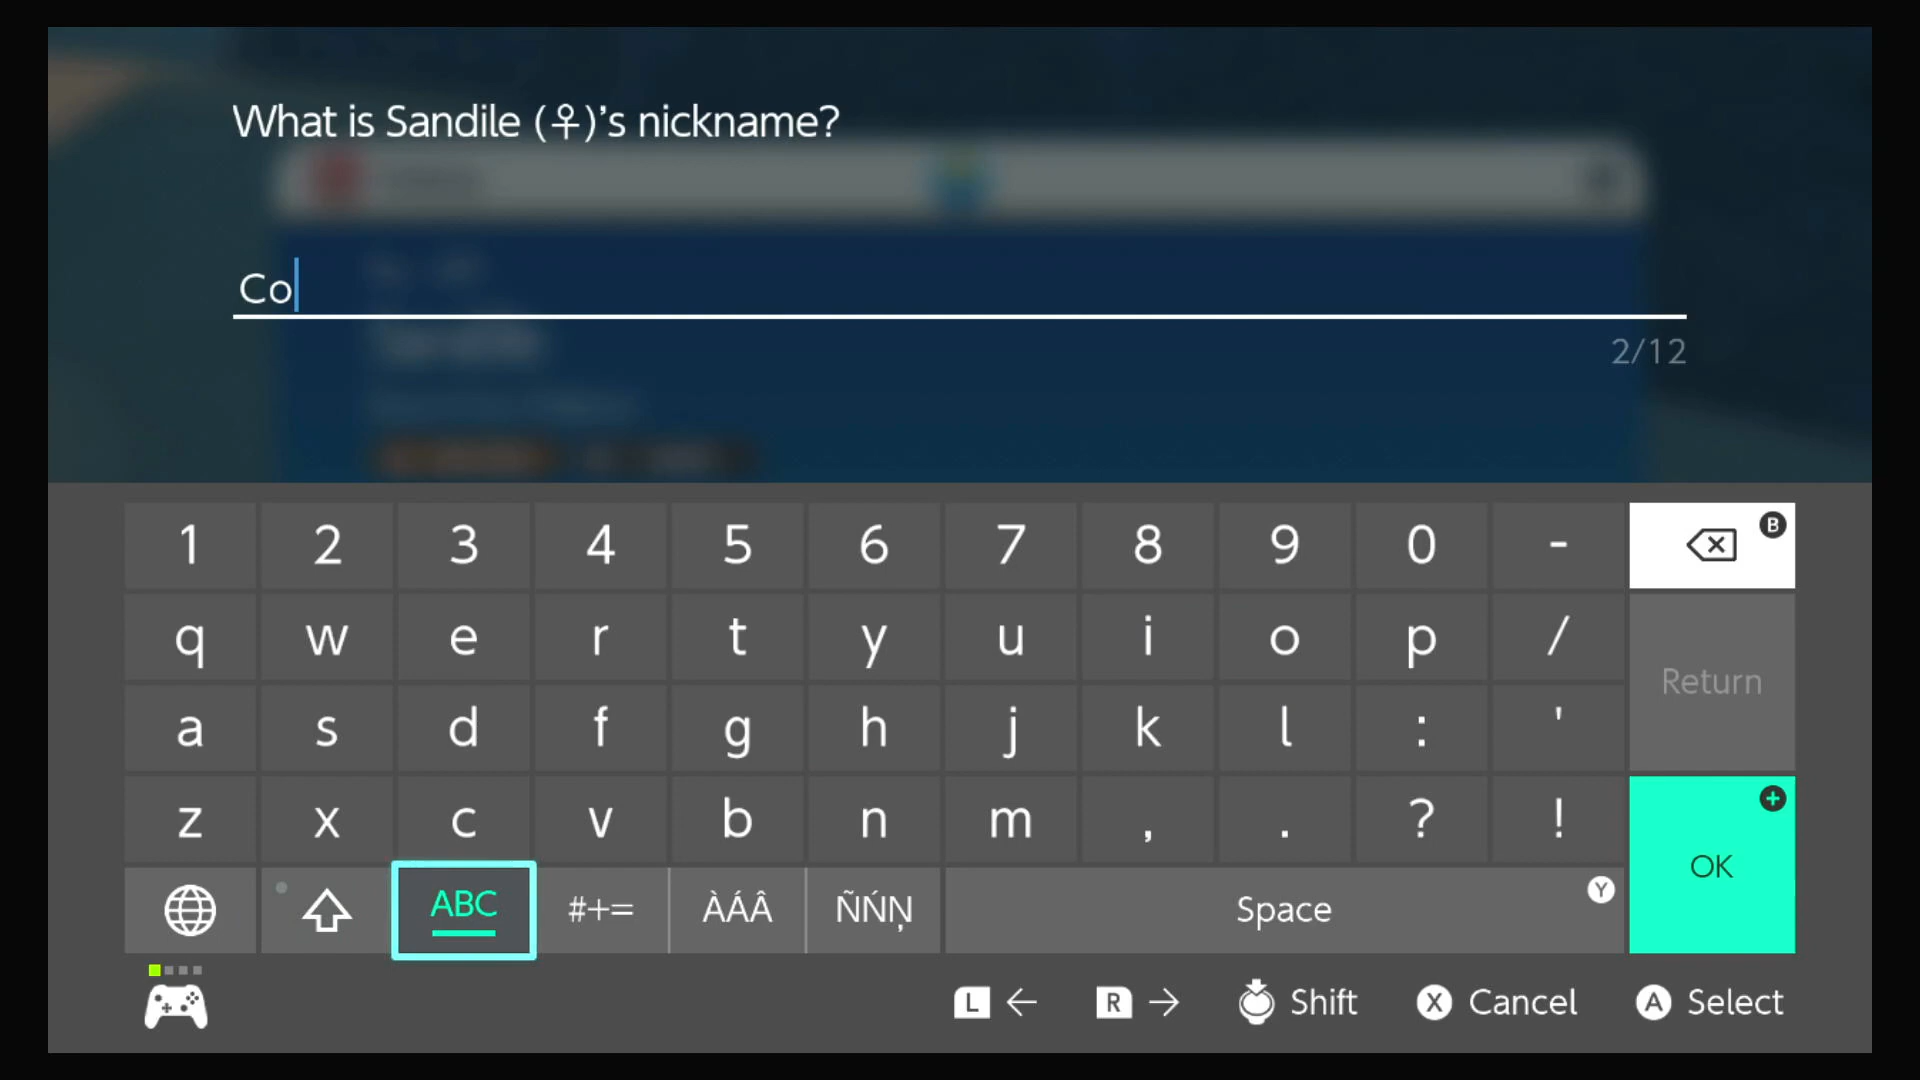 What is Sandile (♀)'s nickname?
Co
2/12
1 2 3 4 5 6 7 8 9 0 - B
q w e r t y u i o p / Return
a s d f g h j k l : '
z x c v b n m , . ? ! + OK
ABC #+= ÀÁÂ ÑŃŅ Space Y
L ← R → Shift X Cancel A Select